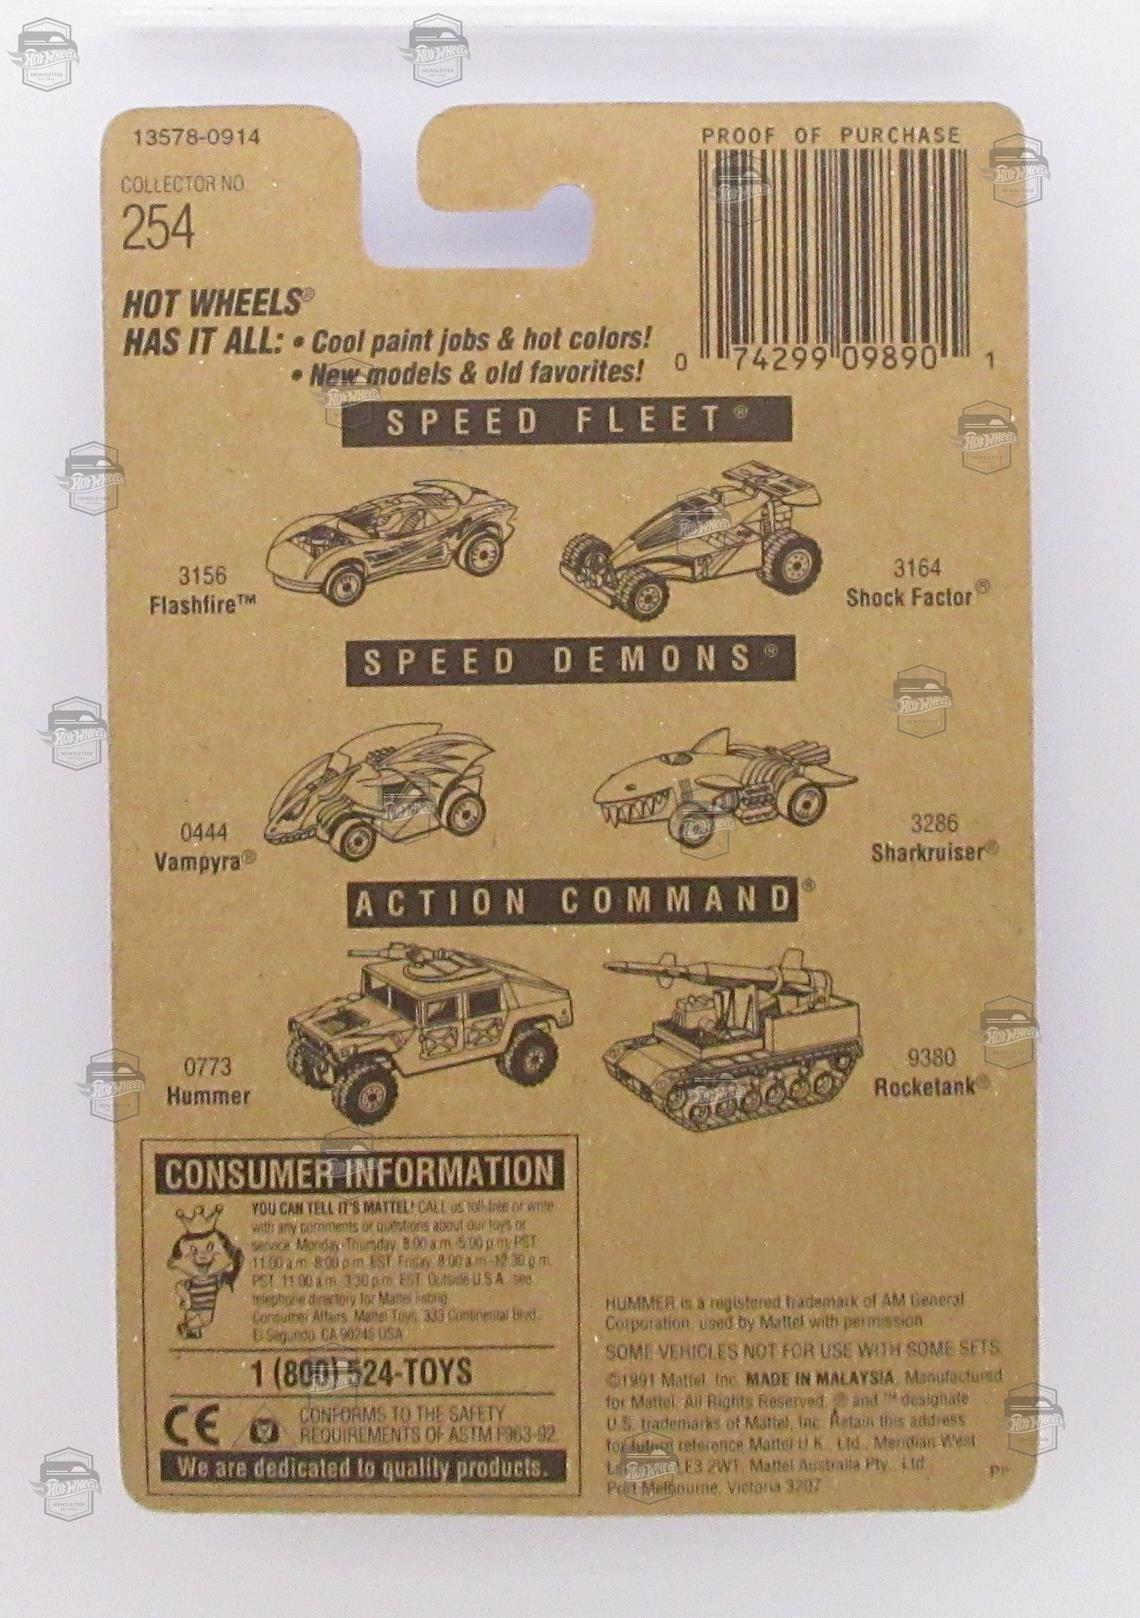 13578-0914
COLLECTOR NO.
254
PROOF OF PURCHASE
0 74299 09890 1
HOT WHEELS®
HAS IT ALL: • Cool paint jobs & hot colors!
• New models & old favorites!
SPEED FLEET®
3156
Flashfire™
3164
Shock Factor®
SPEED DEMONS®
0444
Vampyra®
3286
Sharkruiser®
ACTION COMMAND®
0773
Hummer
9380
Rocketank®
CONSUMER INFORMATION
YOU CAN TELL IT'S MATTEL! CALL us toll-free or write
with any comments or questions about our toys or
service. Monday-Thursday, 8:00 a.m.-5:00 p.m. PST,
11:00 a.m.-8:00 p.m. EST. Friday, 8:00 a.m.-12:30 p.m.
PST, 11:00 a.m.-3:30 p.m. EST. Outside U.S.A., see
telephone directory for Mattel listing.
Consumer Affairs, Mattel Toys, 333 Continental Blvd.,
El Segundo, CA 90245 USA
1 (800) 524-TOYS
CE
CONFORMS TO THE SAFETY
REQUIREMENTS OF ASTM F963-92.
We are dedicated to quality products.
HUMMER is a registered trademark of AM General
Corporation, used by Mattel with permission.
SOME VEHICLES NOT FOR USE WITH SOME SETS.
©1991 Mattel, Inc. MADE IN MALAYSIA. Manufactured
for Mattel. All Rights Reserved. ® and ™ designate
U.S. trademarks of Mattel, Inc. Retain this address
for future reference Mattel U.K., Ltd., Meridian West,
LE3 2WT. Mattel Australia Pty., Ltd.
Port Melbourne, Victoria 3207.
PP
Hot Wheels
NEWSLETTER